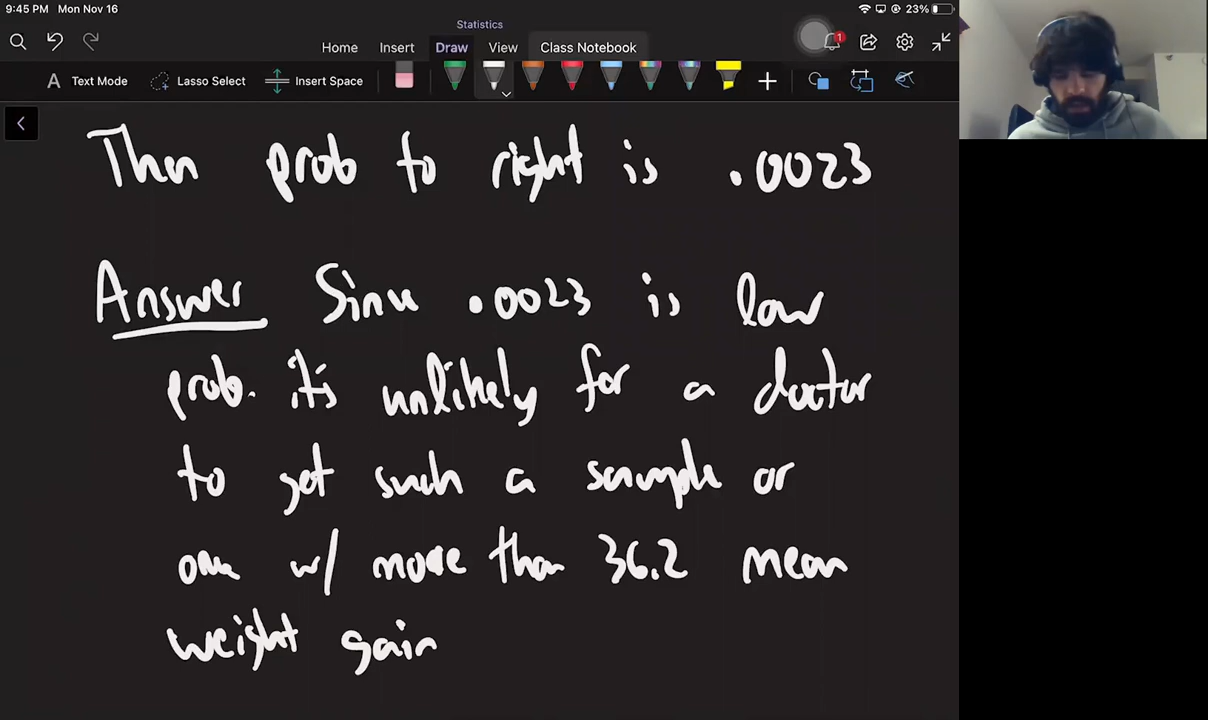 9:45 PM Mon Nov 16
23%
Statistics
Home Insert Draw View Class Notebook
1
A Text Mode Lasso Select Insert Space
Then prob to right is .0023
Answer Since .0023 is low
prob. it's unlikely for a doctor
to get such a sample or
one w/ more than 36.2 mean
weight gain